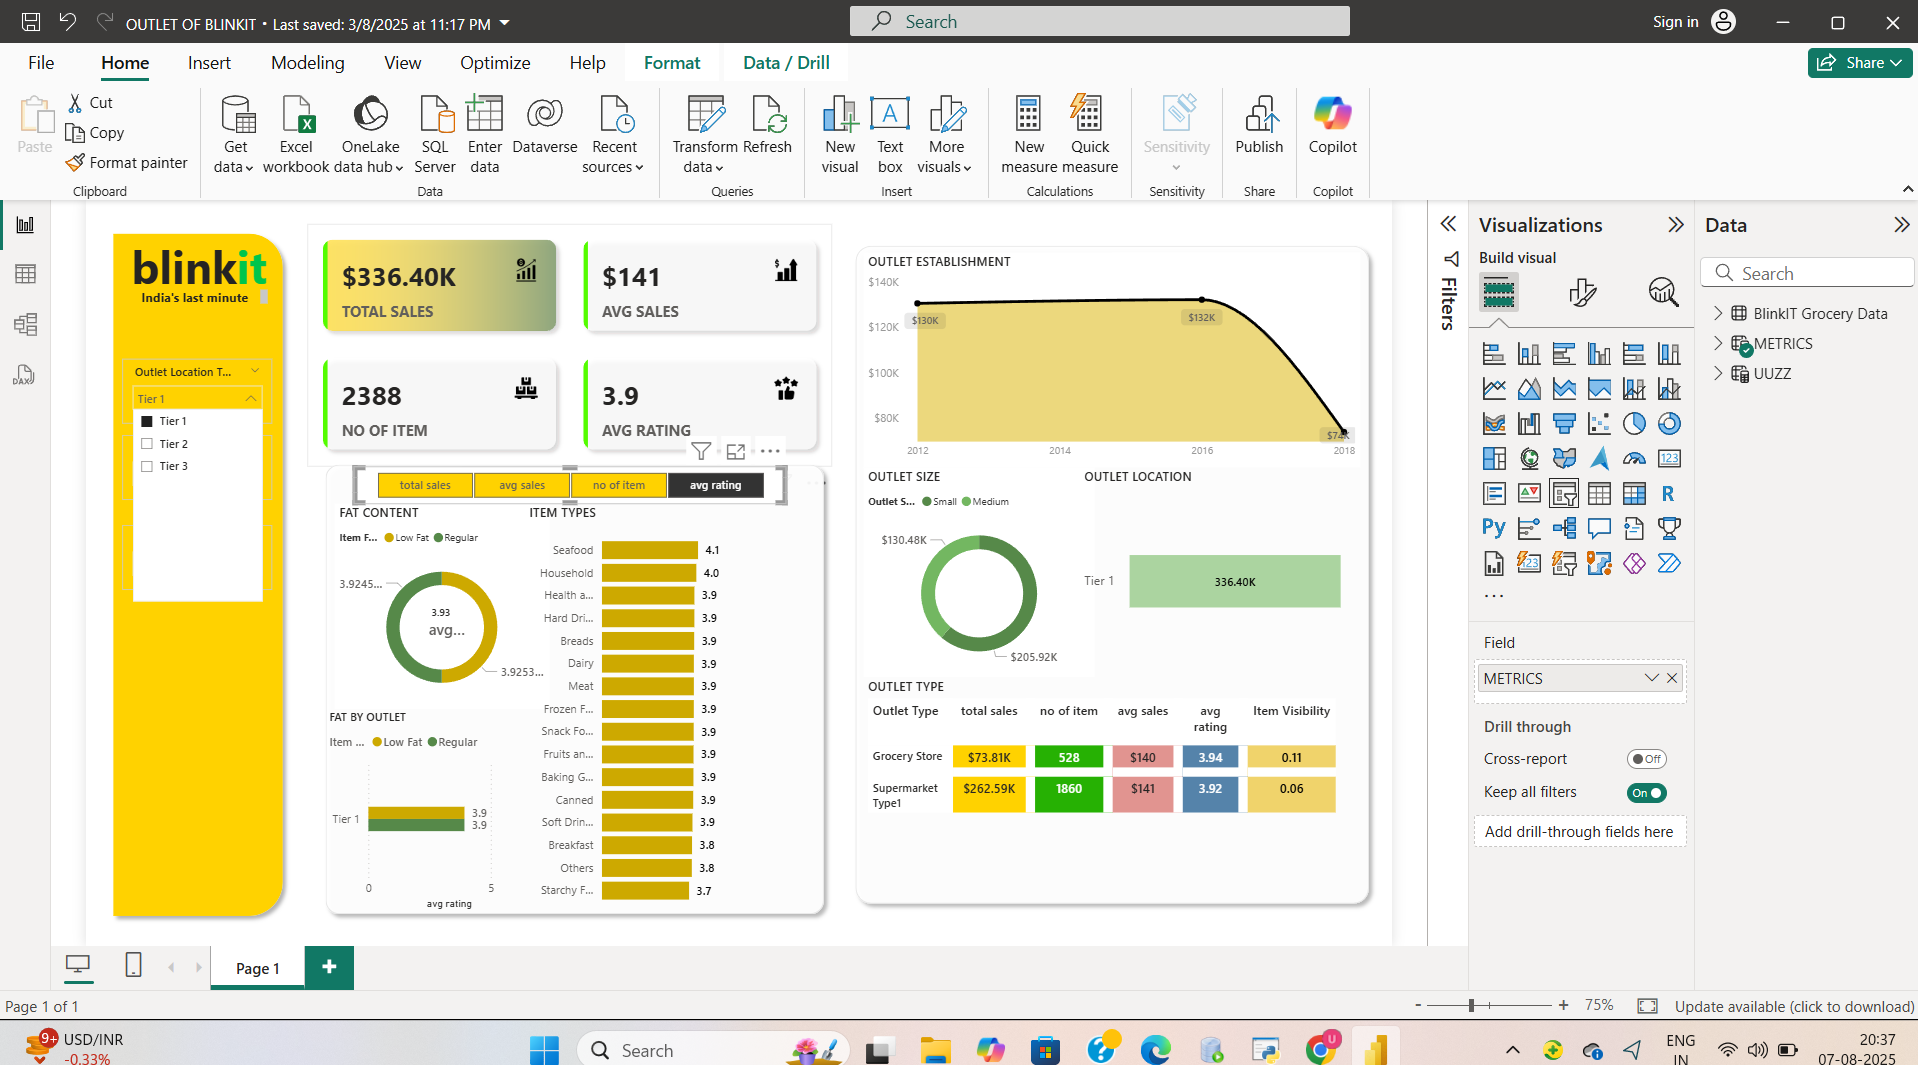 OUTLET OF BLINKIT • Last saved: 3/8/2025 at 11:17 PM
Search
Sign in
File Home Insert Modeling View Optimize Help Format Data / Drill
Share
Paste
Cut
Copy
Format painter
Clipboard
Get data
Excel workbook
OneLake data hub
SQL Server
Enter data
Dataverse
Recent sources
Data
Transform data
Refresh
Queries
New visual
Text box
More visuals
Insert
New measure
Quick measure
Calculations
Sensitivity
Sensitivity
Publish
Share
Copilot
Copilot
blinkit
India's last minute
Outlet Location T...
Tier 1
Tier 1
Tier 2
Tier 3
$336.40K
TOTAL SALES
$141
AVG SALES
2388
NO OF ITEM
3.9
AVG RATING
total sales
avg sales
no of item
avg rating
FAT CONTENT
Item F... Low Fat Regular
3.9245...
3.93
avg...
3.9253...
FAT BY OUTLET
Item ... Low Fat Regular
Tier 1
3.9
3.9
0 5
avg rating
ITEM TYPES
Seafood 4.1
Household 4.0
Health a... 3.9
Hard Dri... 3.9
Breads 3.9
Dairy 3.9
Meat 3.9
Frozen F... 3.9
Snack Fo... 3.9
Fruits an... 3.9
Baking G... 3.9
Canned 3.9
Soft Drin... 3.9
Breakfast 3.8
Others 3.8
Starchy F... 3.7
OUTLET ESTABLISHMENT
$140K
$120K
$100K
$80K
$130K
$132K
$74K
2012 2014 2016 2018
OUTLET SIZE
Outlet S... Small Medium
$130.48K
$205.92K
OUTLET LOCATION
Tier 1 336.40K
OUTLET TYPE
Outlet Type total sales no of item avg sales avg rating Item Visibility
Grocery Store $73.81K 528 $140 3.94 0.11
Supermarket Type1 $262.59K 1860 $141 3.92 0.06
Filters
Visualizations
Build visual
123
R
Py
123
...
Field
METRICS
Drill through
Cross-report Off
Keep all filters On
Add drill-through fields here
Data
Search
BlinkIT Grocery Data
METRICS
UUZZ
Page 1
Page 1 of 1
- + 75%
Update available (click to download)
9+
USD/INR
-0.33%
Search
U
ENG
IN
20:37
07-08-2025